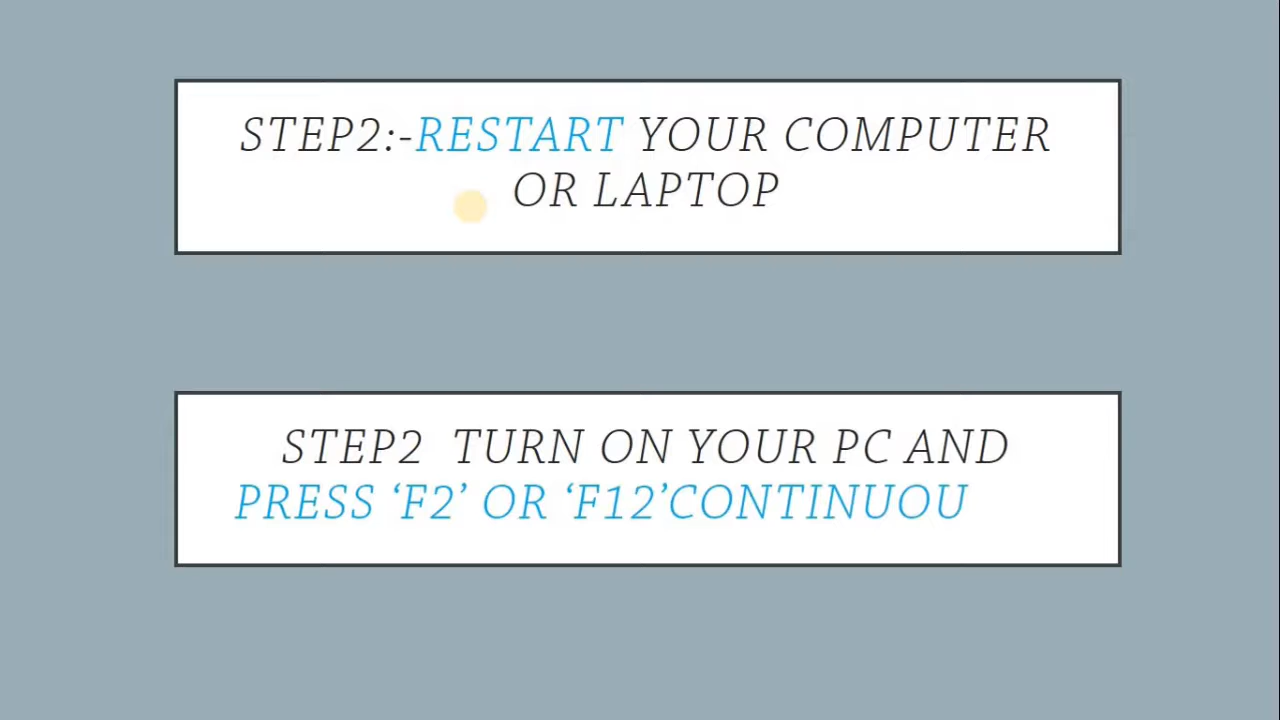 STEP2:-RESTART YOUR COMPUTER
OR LAPTOP
STEP2 TURN ON YOUR PC AND
PRESS ‘F2’ OR ‘F12’CONTINUOU